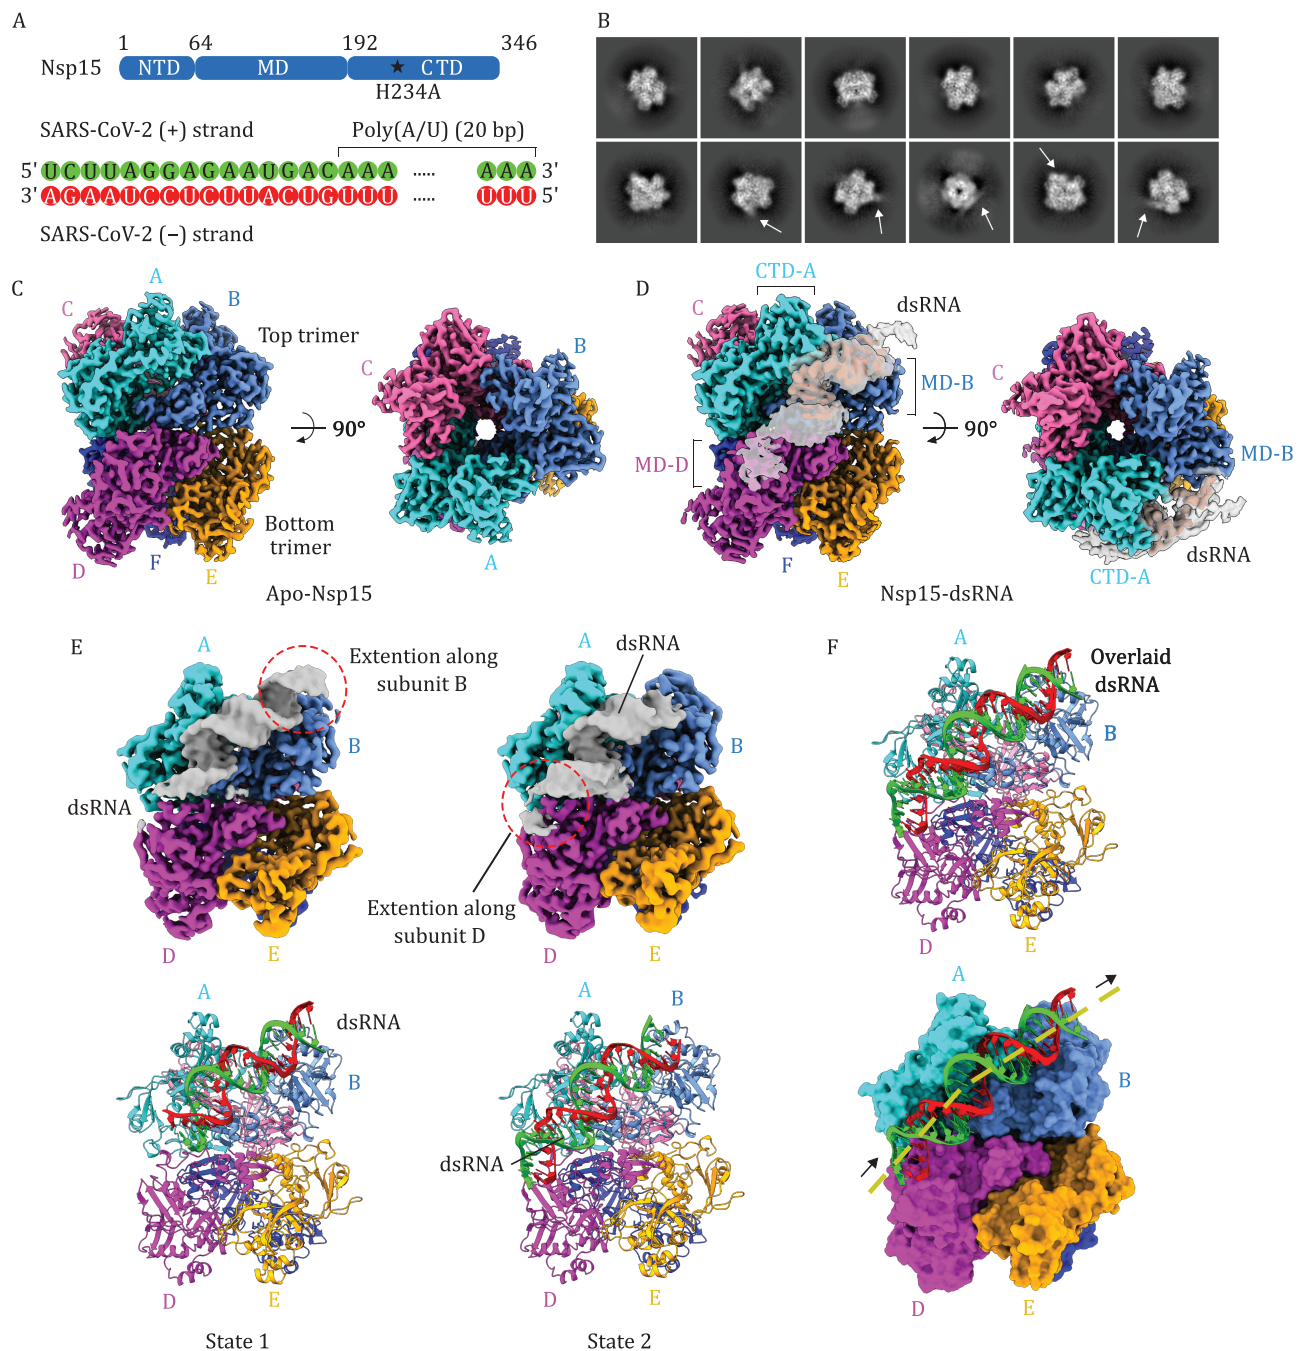 A
1 64 192 346
Nsp15 NTD MD ★ CTD
H234A
SARS-CoV-2 (+) strand Poly(A/U) (20 bp)
5' UCUUAGGAGAAUGACAAA ..... AAA 3'
3' AGAAUCCUCUUACUGUUU ..... UUU 5'
SARS-CoV-2 (−) strand
B
C
A
B
C
Top trimer
90°
Bottom
trimer
D
F
E
B
C
A
Apo-Nsp15
D
CTD-A
C
dsRNA
MD-B
MD-D
90°
F
E
C
MD-B
dsRNA
CTD-A
Nsp15-dsRNA
E
A
Extention along
subunit B
B
dsRNA
D
E
A
dsRNA
B
Extention along
subunit D
D
E
A
dsRNA
B
D
E
State 1
A
B
dsRNA
D
E
State 2
F
A
Overlaid
dsRNA
B
D
E
A
B
D
E